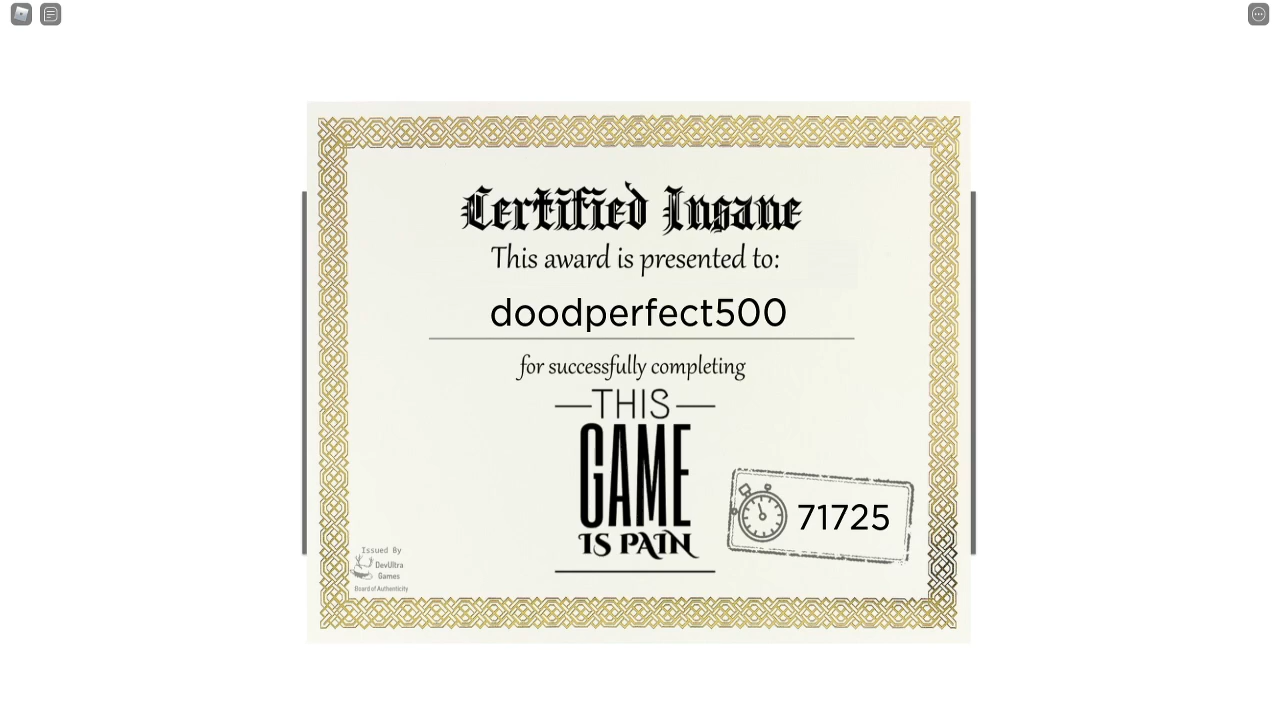 Certified Insane
This award is presented to:
doodperfect500
for successfully completing
THIS
GAME
IS PAIN
71725
Issued By
DevUltra
Games
Board of Authenticity